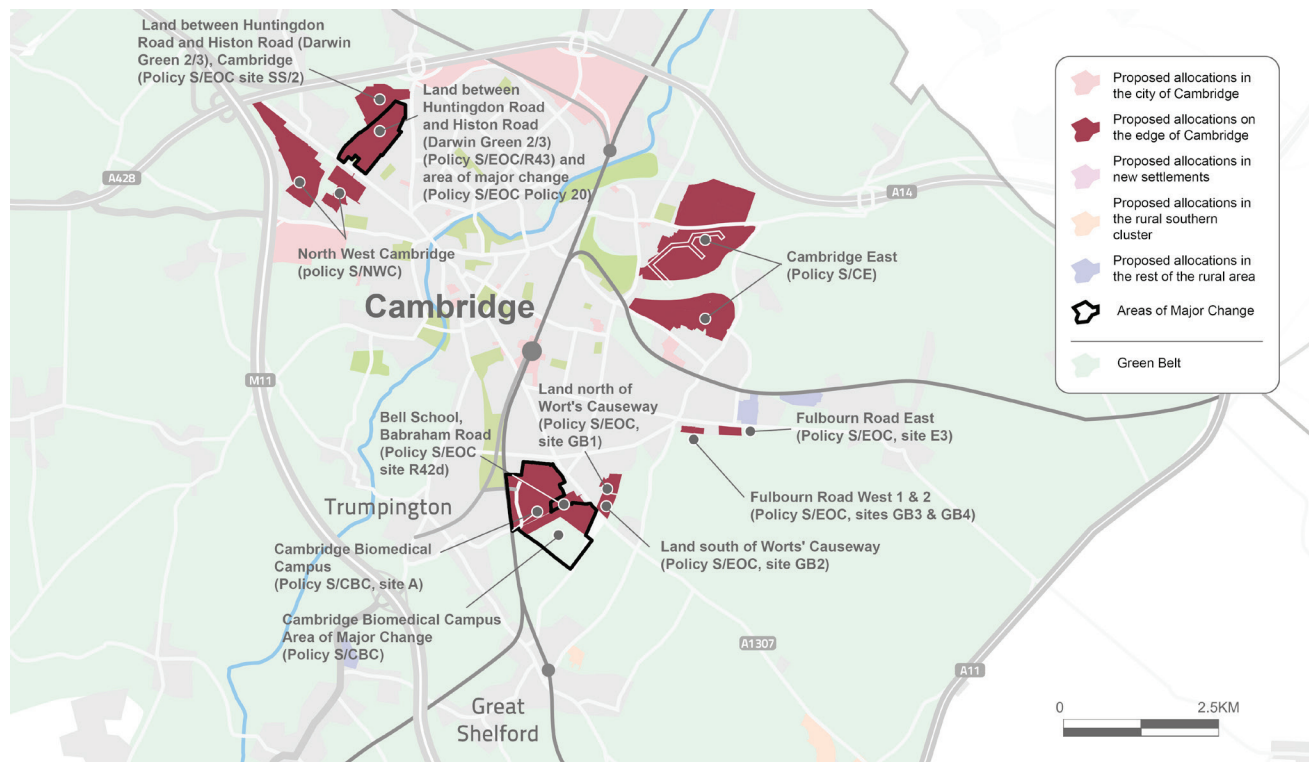 Land between Huntingdon
Road and Histon Road (Darwin
Green 2/3), Cambridge
(Policy S/EOC site SS/2)
Land between
Huntingdon Road
and Histon Road
(Darwin Green 2/3)
(Policy S/EOC/R43) and
area of major change
(Policy S/EOC Policy 20)
A428
A14
North West Cambridge
(policy S/NWC)
Cambridge East
(Policy S/CE)
Cambridge
M11
Land north of
Wort's Causeway
(Policy S/EOC,
site GB1)
Bell School,
Babraham Road
(Policy S/EOC
site R42d)
Fulbourn Road East
(Policy S/EOC, site E3)
Trumpington
Fulbourn Road West 1 & 2
(Policy S/EOC, sites GB3 & GB4)
Cambridge Biomedical
Campus
(Policy S/CBC, site A)
Land south of Worts' Causeway
(Policy S/EOC, site GB2)
Cambridge Biomedical Campus
Area of Major Change
(Policy S/CBC)
A1307
A11
Great
Shelford
Proposed allocations in
the city of Cambridge
Proposed allocations on
the edge of Cambridge
Proposed allocations in
new settlements
Proposed allocations in
the rural southern
cluster
Proposed allocations in
the rest of the rural area
Areas of Major Change
Green Belt
0
2.5KM